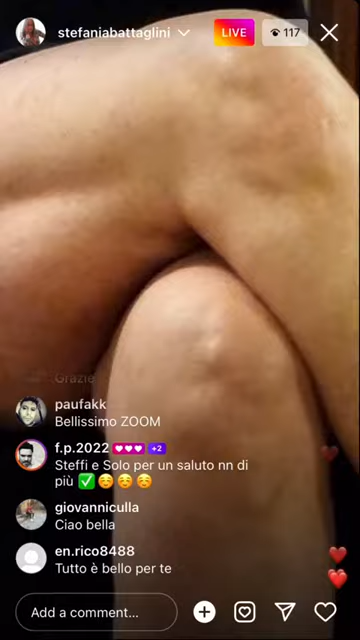 stefaniabattaglini
LIVE
117
Grazie
paufakk
Bellissimo ZOOM
f.p.2022 +2
Steffi e Solo per un saluto nn di
più ✅☺️☺️☺️
giovanniculla
Ciao bella
en.rico8488
Tutto è bello per te
Add a comment...